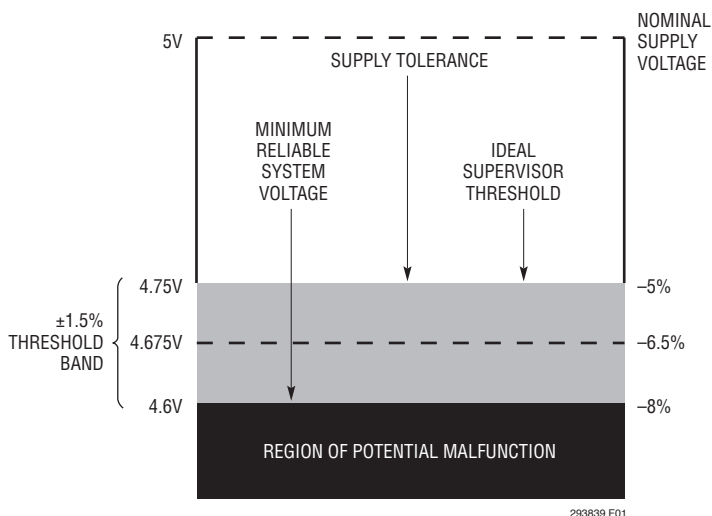 NOMINAL
SUPPLY
VOLTAGE
5V
SUPPLY TOLERANCE
MINIMUM
RELIABLE
SYSTEM
VOLTAGE
IDEAL
SUPERVISOR
THRESHOLD
4.75V
–5%
±1.5%
THRESHOLD
BAND
4.675V
–6.5%
4.6V
–8%
REGION OF POTENTIAL MALFUNCTION
293839 F01